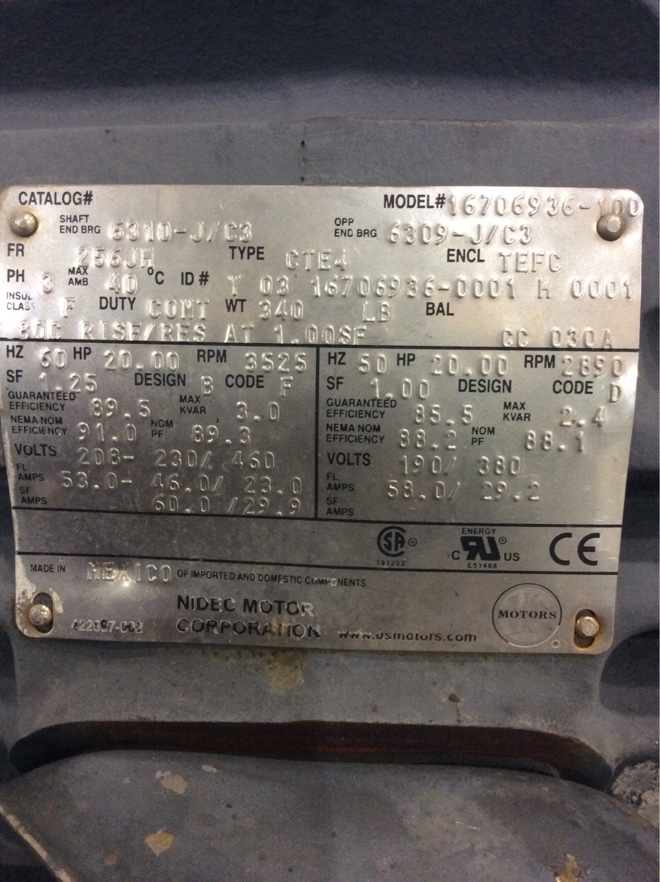 CATALOG# MODEL# 16706936-100
SHAFT END BRG 6310-J/C3 OPP END BRG 6309-J/C3
FR 256JM TYPE CTE4 ENCL TEFC
PH 3 MAX AMB 40 °C ID# Y 03 16706936-0001 M 0001
INSUL CLASS F DUTY CONT WT 340 LB BAL
80C RISE/RES AT 1.00SF CC 030A
HZ 60 HP 20.00 RPM 3525
SF 1.25 DESIGN B CODE F
GUARANTEED EFFICIENCY 89.5 MAX KVAR 3.0
NEMA NOM EFFICIENCY 91.0 NOM PF 89.3
VOLTS 208- 230/ 460
FL AMPS 53.0- 46.0/ 23.0
SF AMPS 60.0 /29.9
HZ 50 HP 20.00 RPM 2890
SF 1.00 DESIGN CODE D
GUARANTEED EFFICIENCY 85.5 MAX KVAR 2.4
NEMA NOM EFFICIENCY 88.2 NOM PF 88.1
VOLTS 190/ 380
FL AMPS 58.0/ 29.2
SF AMPS
SA
191252
ENERGY
C RU US
E51488
CE
MADE IN MEXICO OF IMPORTED AND DOMESTIC COMPONENTS
NIDEC MOTOR
422087-002 CORPORATION www.usmotors.com
MOTORS